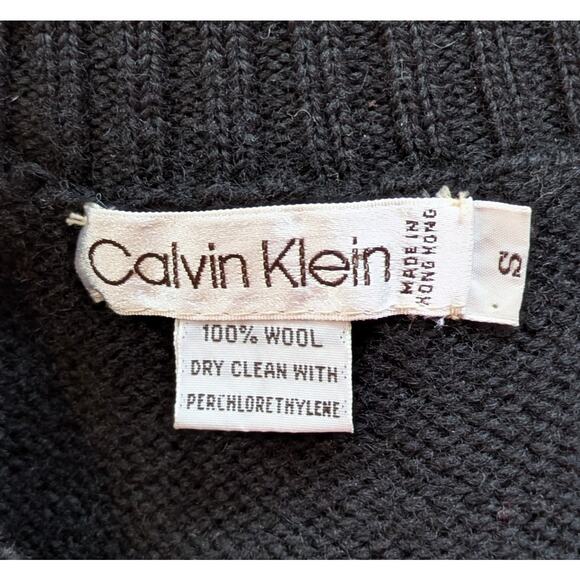 Calvin Klein
MADE IN
HONG KONG
S
100% WOOL
DRY CLEAN WITH
PERCHLORETHYLENE